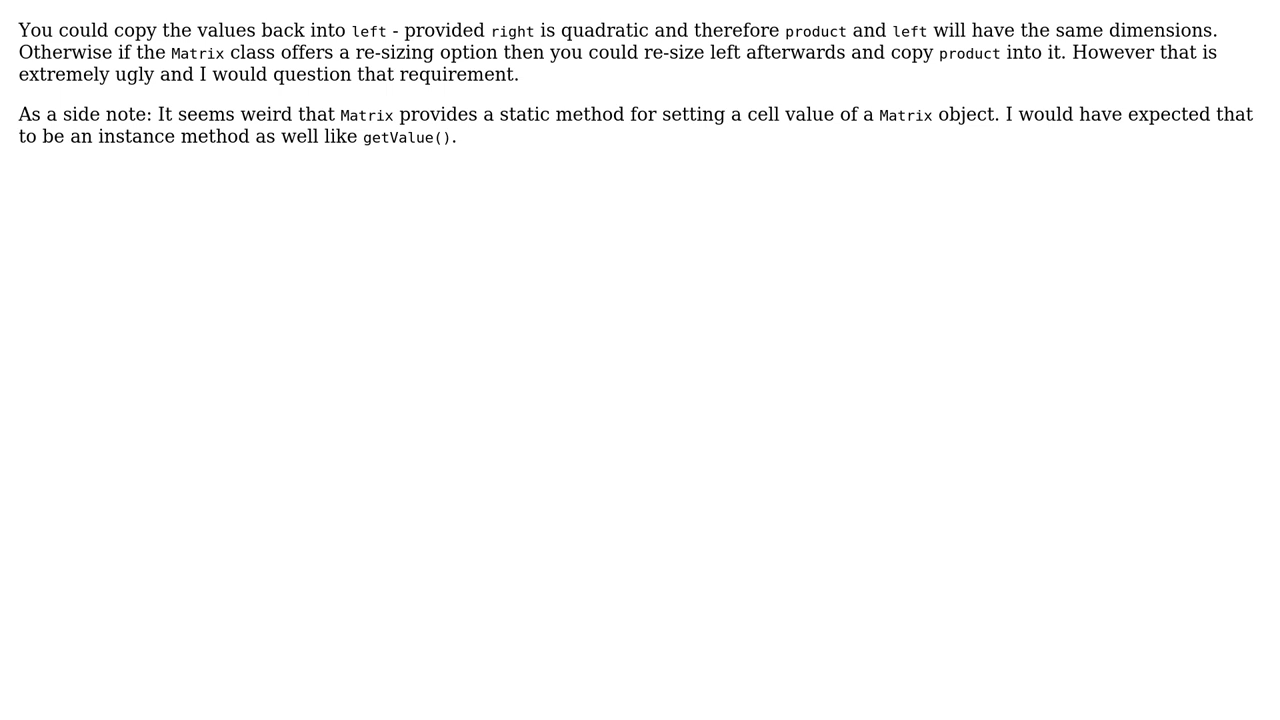 You could copy the values back into left - provided right is quadratic and therefore product and left will have the same dimensions.
Otherwise if the Matrix class offers a re-sizing option then you could re-size left afterwards and copy product into it. However that is
extremely ugly and I would question that requirement.
As a side note: It seems weird that Matrix provides a static method for setting a cell value of a Matrix object. I would have expected that
to be an instance method as well like getValue().